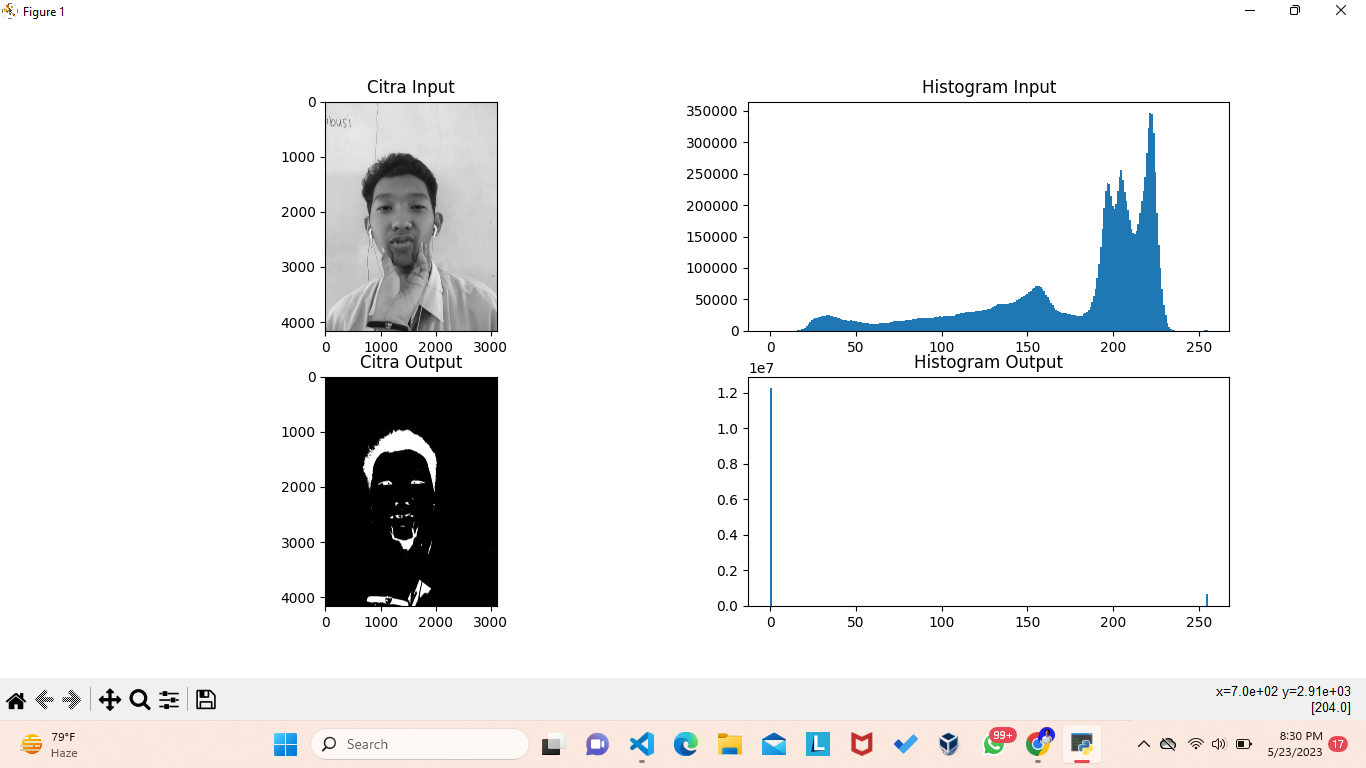 Figure 1
Citra Input
Histogram Input
0
1000
2000
3000
4000
ibusi
0 1000 2000 3000
350000
300000
250000
200000
150000
100000
50000
0
0 50 100 150 200 250
Citra Output
Histogram Output
0
1000
2000
3000
4000
0 1000 2000 3000
1e7
1.2
1.0
0.8
0.6
0.4
0.2
0.0
0 50 100 150 200 250
x=7.0e+02 y=2.91e+03
[204.0]
79°F
Haze
Search
L
99+
8:30 PM
5/23/2023
17